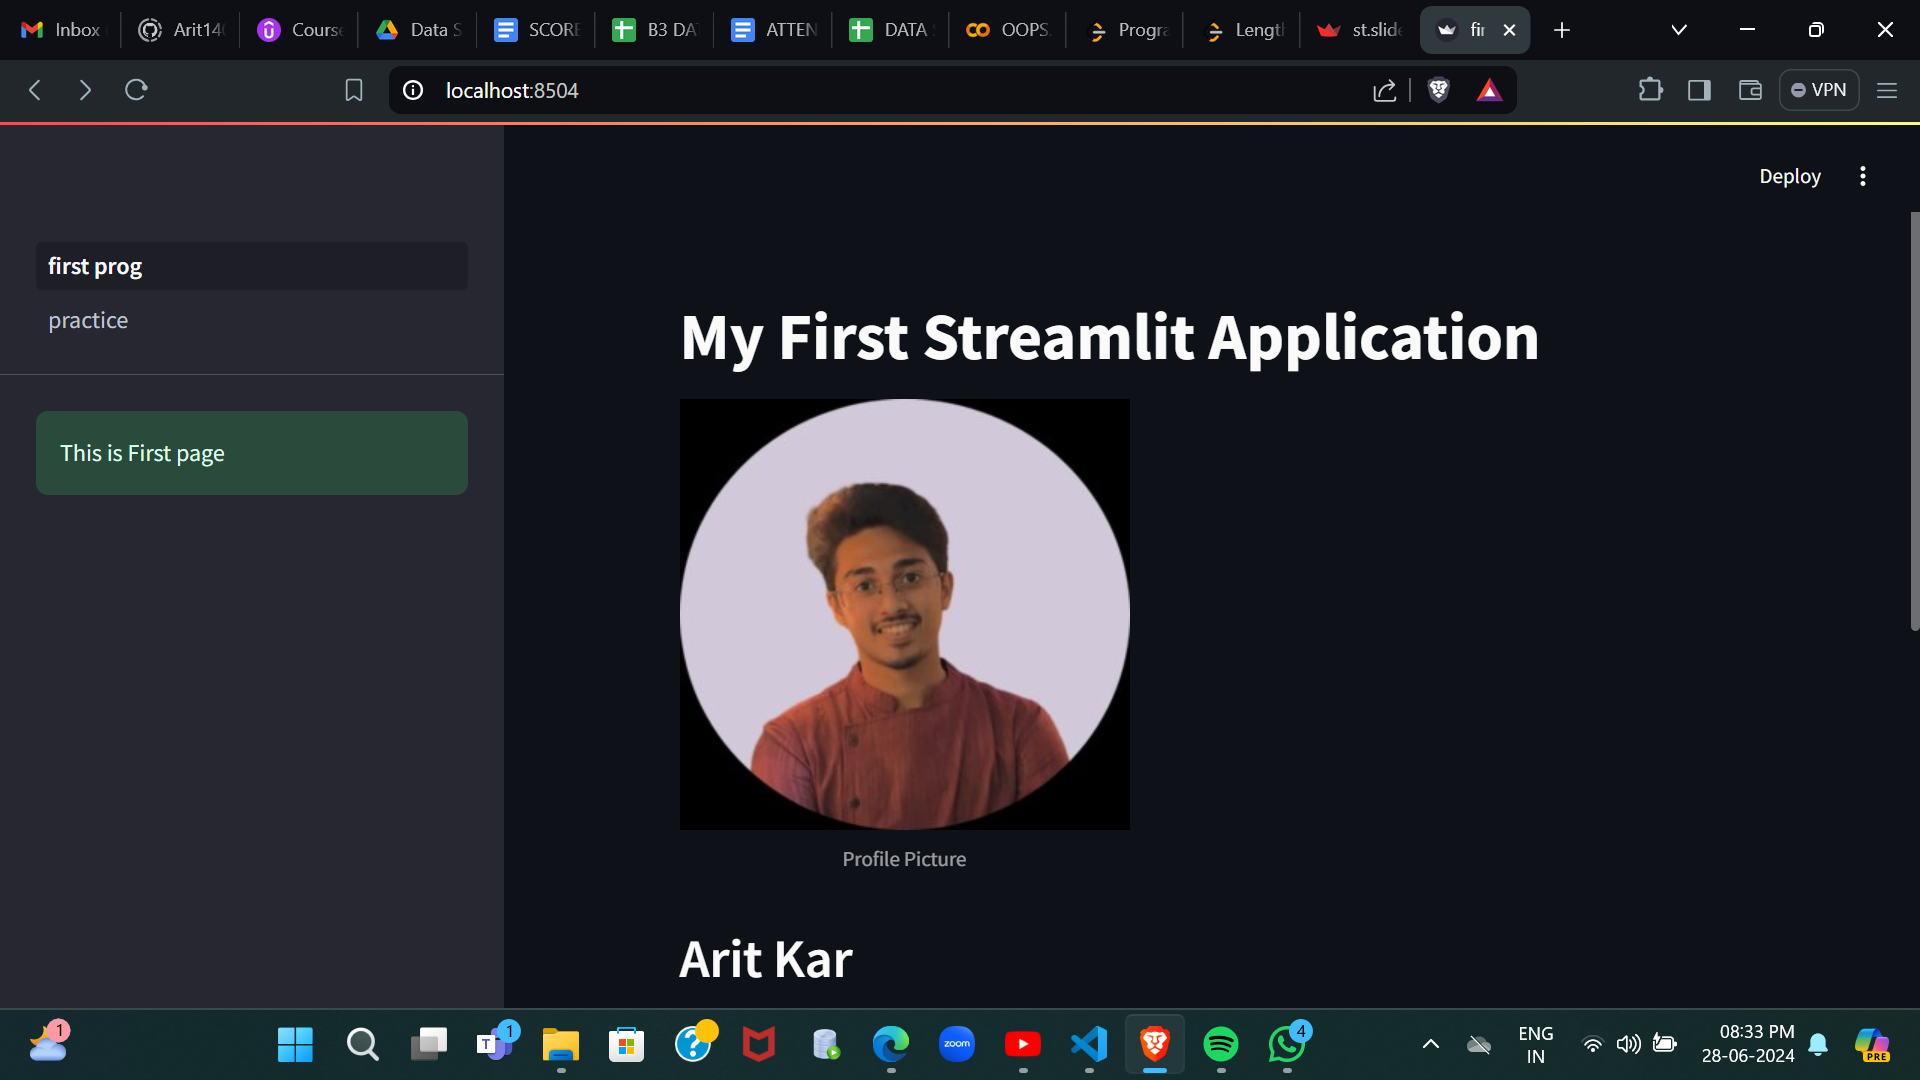 Inbox
Arit14
Course
Data S
SCORE
B3 DA
ATTEN
DATA
OOPS.
Progra
Length
st.slide
fir
localhost:8504
VPN
Deploy
first prog
practice
This is First page
My First Streamlit Application
Profile Picture
Arit Kar
1
T
1
zoom
4
ENG
IN
08:33 PM
28-06-2024
PRE